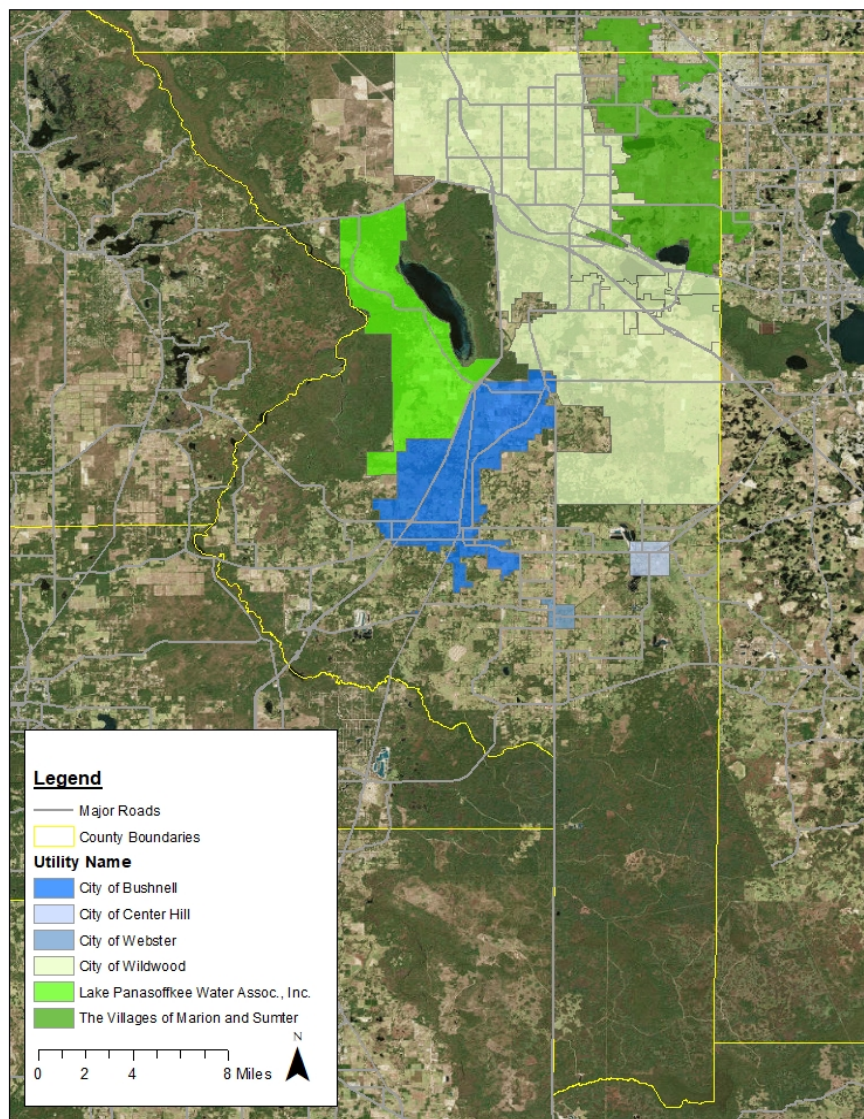 Legend
Major Roads
County Boundaries
Utility Name
City of Bushnell
City of Center Hill
City of Webster
City of Wildwood
Lake Panasoffkee Water Assoc., Inc.
The Villages of Marion and Sumter
N
0 2 4 8 Miles